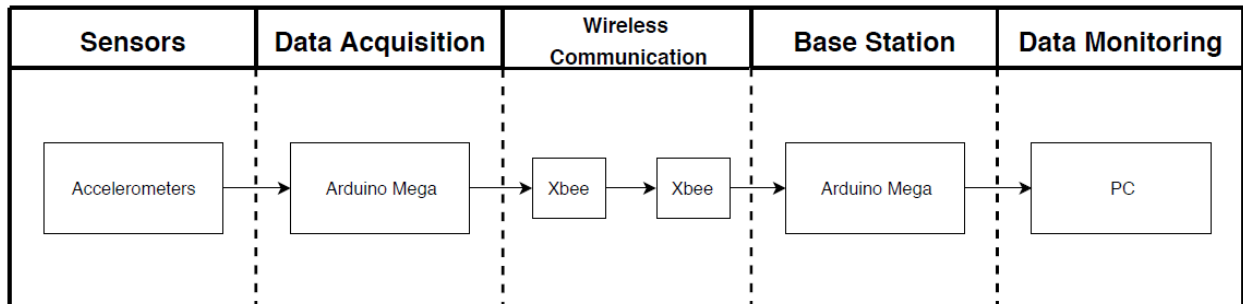 Sensors
Data Acquisition
Wireless
Communication
Base Station
Data Monitoring
Accelerometers
Arduino Mega
Xbee
Xbee
Arduino Mega
PC